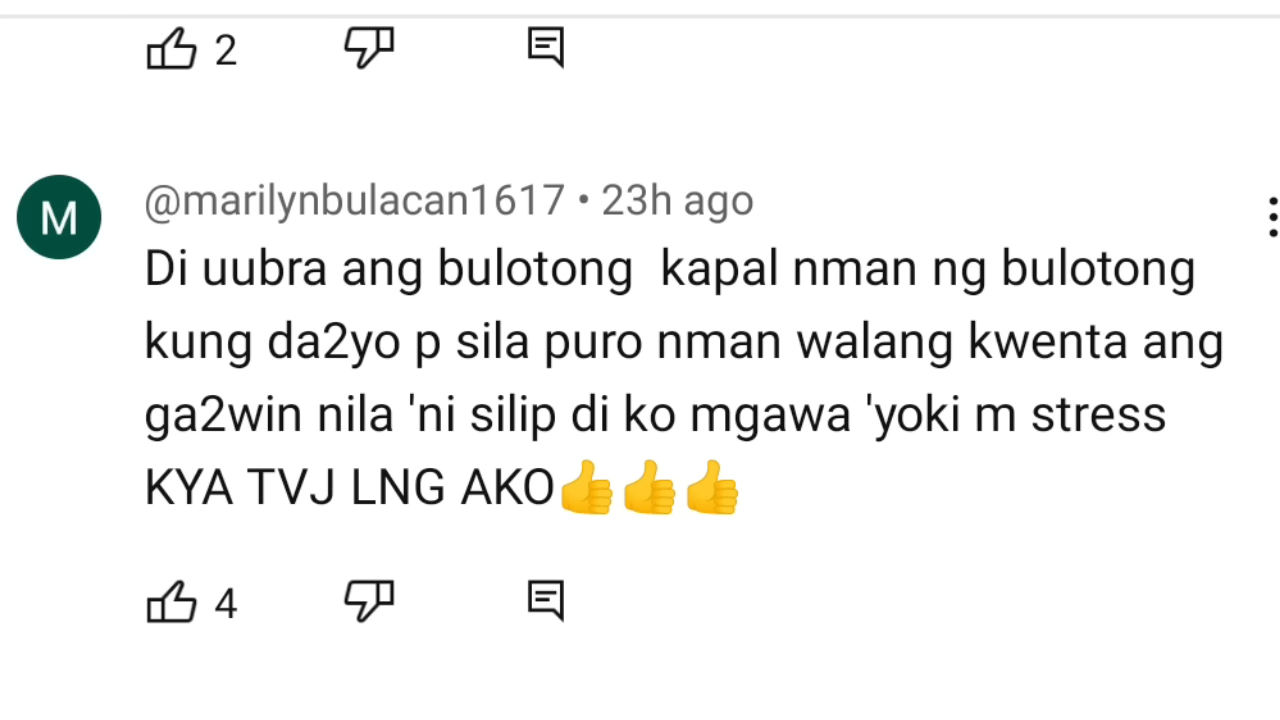 2
M
@marilynbulacan1617 • 23h ago
Di uubra ang bulotong  kapal nman ng bulotong
kung da2yo p sila puro nman walang kwenta ang
ga2win nila 'ni silip di ko mgawa 'yoki m stress
KYA TVJ LNG AKO👍👍👍
4